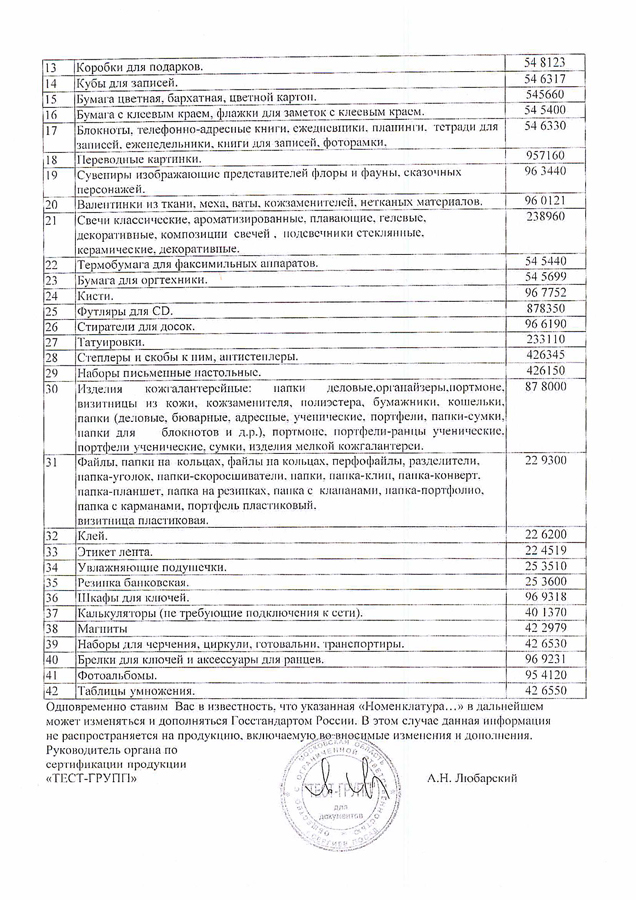 13 Коробки для подарков. 54 8123
14 Кубы для записей. 54 6317
15 Бумага цветная, бархатная, цветной картон. 545660
16 Бумага с клеевым краем, флажки для заметок с клеевым краем. 54 5400
17 Блокноты, телефонно-адресные книги, ежедневники, планинги, тетради для 54 6330
записей, еженедельники, книги для записей, фоторамки.
18 Переводные картинки. 957160
19 Сувениры изображающие представителей флоры и фауны, сказочных 96 3440
персонажей.
20 Валентинки из ткани, меха, ваты, кожзаменителей, нетканых материалов. 96 0121
21 Свечи классические, ароматизированные, плавающие, гелевые, 238960
декоративные, композиции свечей , подсвечники стеклянные,
керамические, декоративные.
22 Термобумага для факсимильных аппаратов. 54 5440
23 Бумага для оргтехники. 54 5699
24 Кисти. 96 7752
25 Футляры для CD. 878350
26 Стиратели для досок. 96 6190
27 Татуировки. 233110
28 Степлеры и скобы к ним, антистеплеры. 426345
29 Наборы письменные настольные. 426150
30 Изделия кожгалантерейные: папки деловые,органайзеры,портмоне, 87 8000
визитницы из кожи, кожзаменителя, полиэстера, бумажники, кошельки,
папки (деловые, бюварные, адресные, ученические, портфели, папки-сумки,
папки для блокнотов и д.р.), портмоне, портфели-ранцы ученические,
портфели ученические, сумки, изделия мелкой кожгалантереи.
31 Файлы, папки на кольцах, файлы на кольцах, перфофайлы, разделители, 22 9300
папка-уголок, папки-скоросшиватели, папки, папка-клип, папка-конверт,
папка-планшет, папка на резинках, папка с клапанами, папка-портфолио,
папка с карманами, портфель пластиковый.
визитница пластиковая.
32 Клей. 22 6200
33 Этикет лента. 22 4519
34 Увлажняющие подушечки. 25 3510
35 Резинка банковская. 25 3600
36 Шкафы для ключей. 96 9318
37 Калькуляторы (не требующие подключения к сети). 40 1370
38 Магниты 42 2979
39 Наборы для черчения, циркули, готовальни, транспортиры. 42 6530
40 Брелки для ключей и аксессуары для ранцев. 96 9231
41 Фотоальбомы. 95 4120
42 Таблицы умножения. 42 6550
Одновременно ставим Вас в известность, что указанная «Номенклатура…» в дальнейшем
может изменяться и дополняться Госстандартом России. В этом случае данная информация
не распространяется на продукцию, включаемую во вносимые изменения и дополнения.
Руководитель органа по
сертификации продукции
«ТЕСТ-ГРУПП» А.Н. Любарский
ТЕСТ-ГРУПП
для
документов